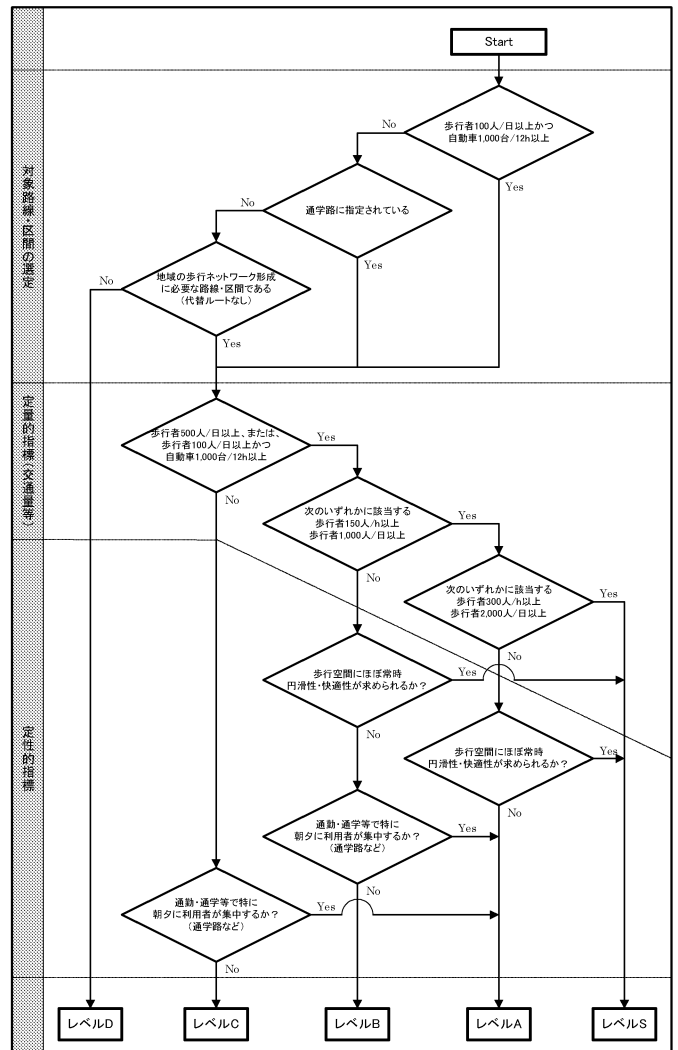 Start
歩行者100人/日以上かつ
自動車1,000台/12h以上
No
Yes
通学路に指定されている
No
Yes
地域の歩行ネットワーク形成
に必要な路線・区間である
(代替ルートなし)
No
Yes
対象路線・区間の選定
歩行者500人/日以上、または、
歩行者100人/日以上かつ
自動車1,000台/12h以上
Yes
No
定量的指標(交通量等)
次のいずれかに該当する
歩行者150人/h以上
歩行者1,000人/日以上
Yes
No
次のいずれかに該当する
歩行者300人/h以上
歩行者2,000人/日以上
Yes
No
歩行空間にほぼ常時
円滑性・快適性が求められるか?
Yes
No
定性的指標
歩行空間にほぼ常時
円滑性・快適性が求められるか?
Yes
No
通勤・通学等で特に
朝夕に利用者が集中するか?
(通学路など)
Yes
No
通勤・通学等で特に
朝夕に利用者が集中するか?
(通学路など)
Yes
No
レベルD
レベルC
レベルB
レベルA
レベルS